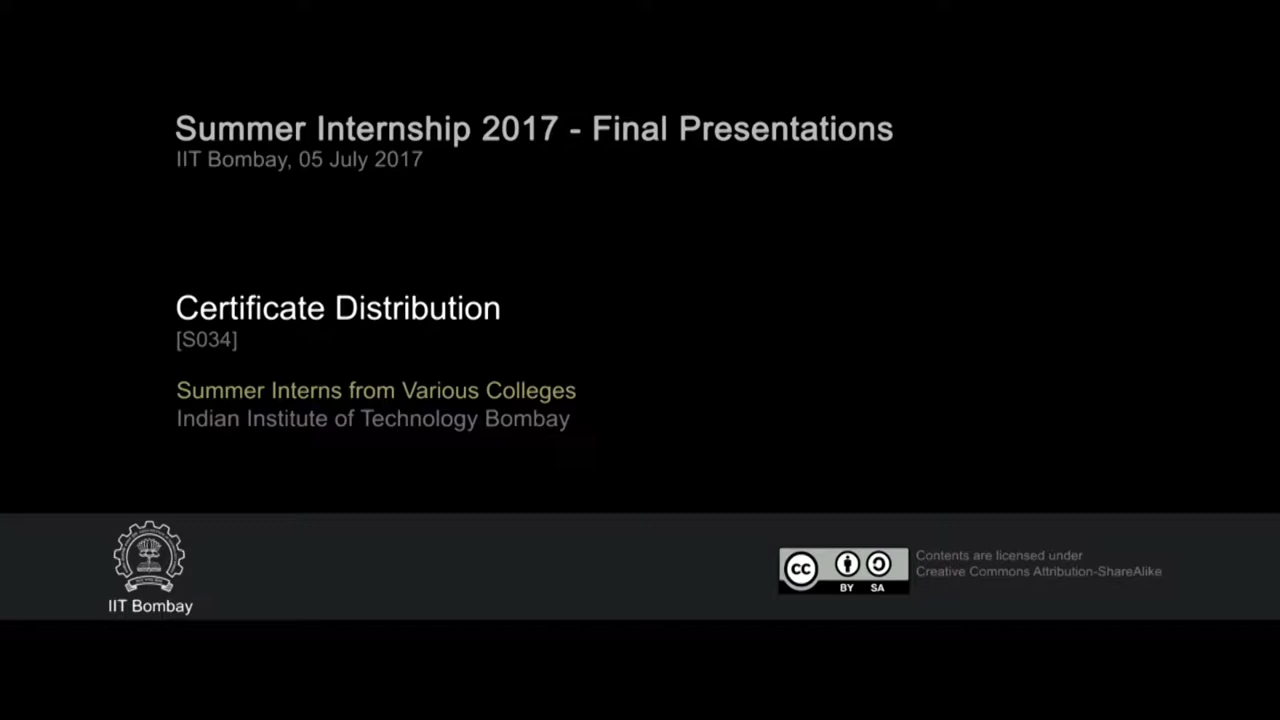 Summer Internship 2017 - Final Presentations
IIT Bombay, 05 July 2017
Certificate Distribution
[S034]
Summer Interns from Various Colleges
Indian Institute of Technology Bombay
IIT Bombay
cc
BY SA
Contents are licensed under
Creative Commons Attribution-ShareAlike